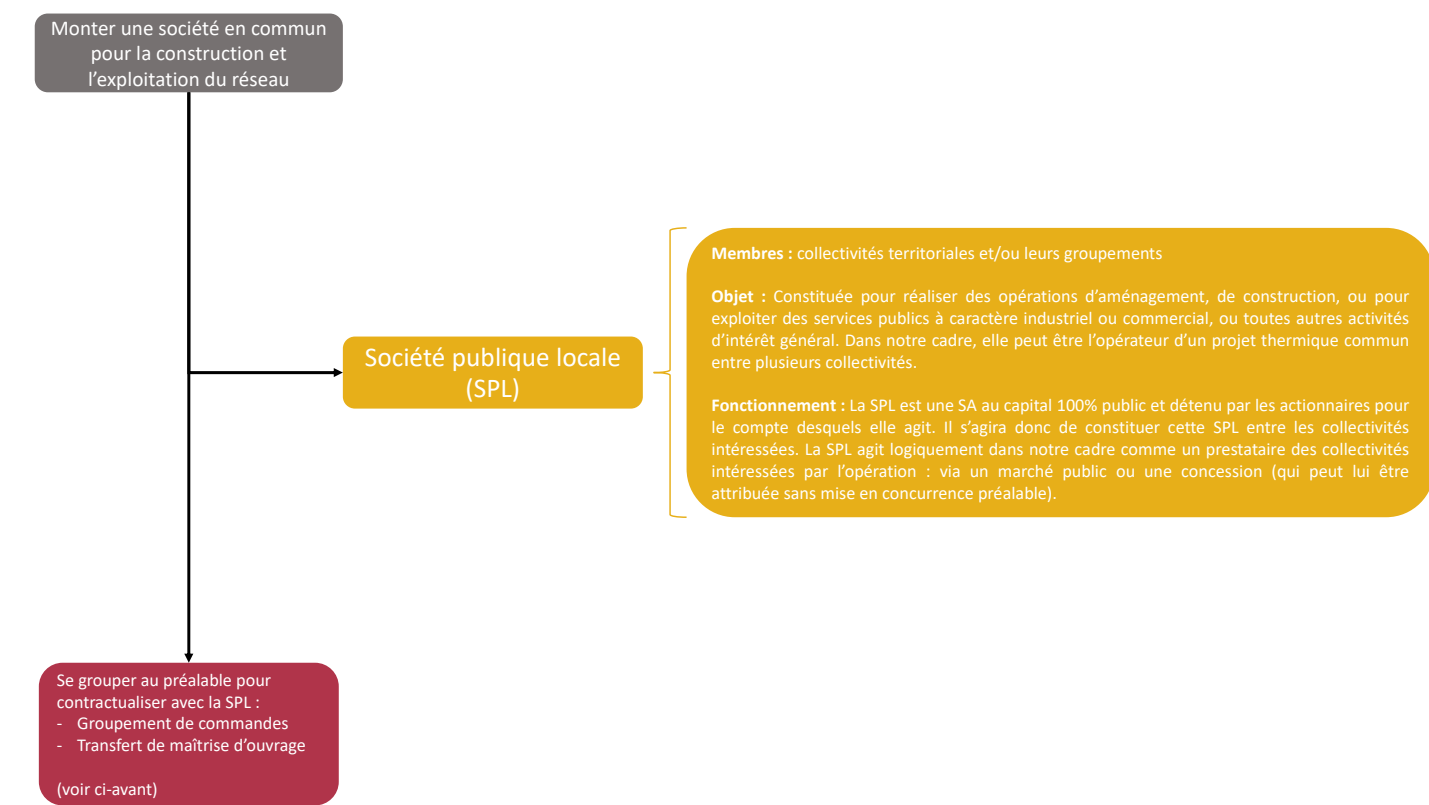 Monter une société en commun
pour la construction et
l’exploitation du réseau
Société publique locale
(SPL)
Membres : collectivités territoriales et/ou leurs groupements
Objet : Constituée pour réaliser des opérations d’aménagement, de construction, ou pour
exploiter des services publics à caractère industriel ou commercial, ou toutes autres activités
d’intérêt général. Dans notre cadre, elle peut être l’opérateur d’un projet thermique commun
entre plusieurs collectivités.
Fonctionnement : La SPL est une SA au capital 100% public et détenu par les actionnaires pour
le compte desquels elle agit. Il s’agira donc de constituer cette SPL entre les collectivités
intéressées. La SPL agit logiquement dans notre cadre comme un prestataire des collectivités
intéressées par l’opération : via un marché public ou une concession (qui peut lui être
attribuée sans mise en concurrence préalable).
Se grouper au préalable pour
contractualiser avec la SPL :
- Groupement de commandes
- Transfert de maîtrise d’ouvrage
(voir ci-avant)